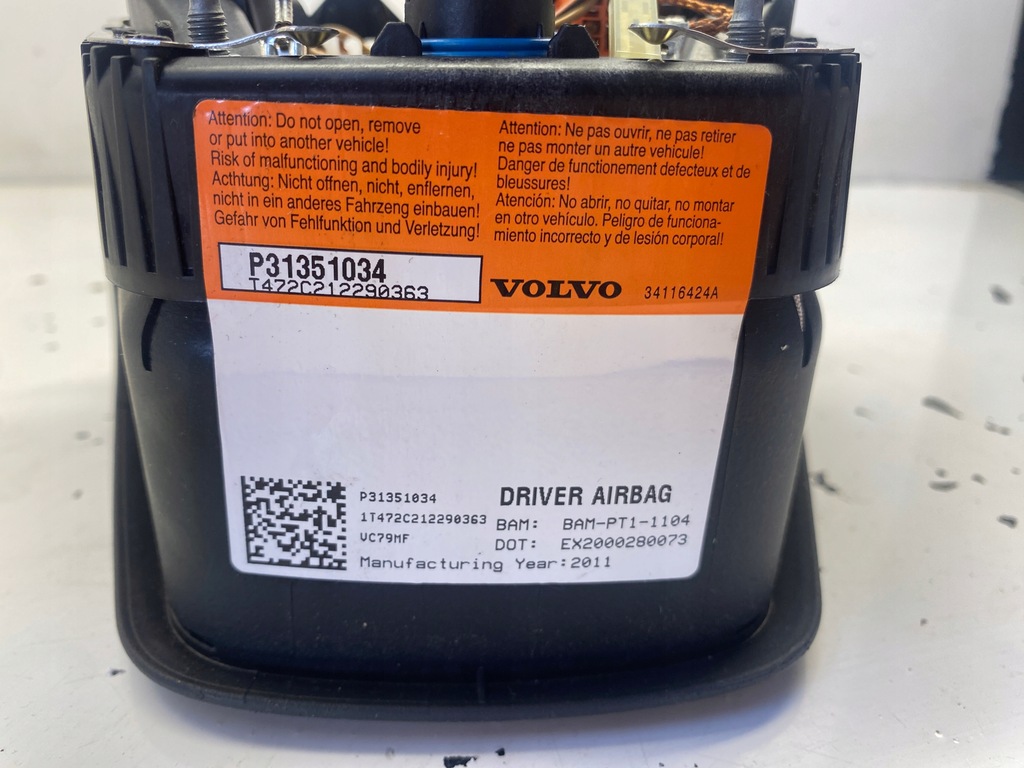 Attention: Do not open, remove
or put into another vehicle!
Risk of malfunctioning and bodily injury!
Achtung: Nicht offnen, nicht, enflernen,
nicht in ein anderes Fahrzeng einbauen!
Gefahr von Fehlfunktion und Verletzung!
Attention: Ne pas ouvrir, ne pas retirer
ne pas monter un autre vehicule!
Danger de functionement defecteux et de
bleussures!
Atención: No abrir, no quitar, no montar
en otro vehículo. Peligro de funciona-
miento incorrecto y de lesión corporal!
P31351034
1T472C212290363
VOLVO 34116424A
P31351034
1T472C212290363
VC79MF
DRIVER AIRBAG
BAM: BAM-PT1-1104
DOT: EX2000280073
Manufacturing Year:2011